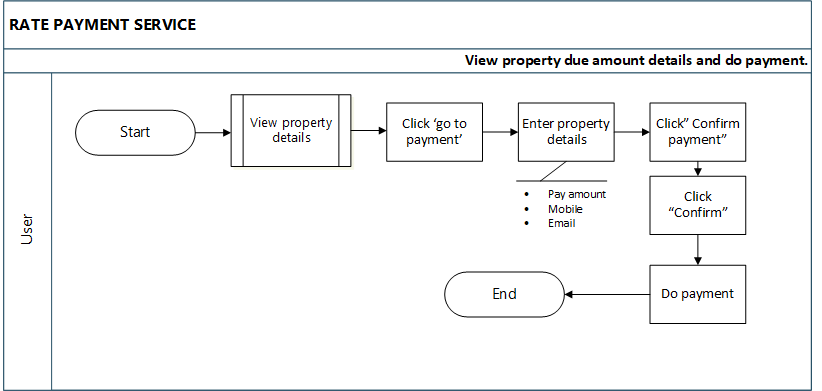 RATE PAYMENT SERVICE
View property due amount details and do payment.
User
Start
View property
details
Click ‘go to
payment’
Enter property
details
Click” Confirm
payment”
• Pay amount
• Mobile
• Email
Click
“Confirm”
Do payment
End